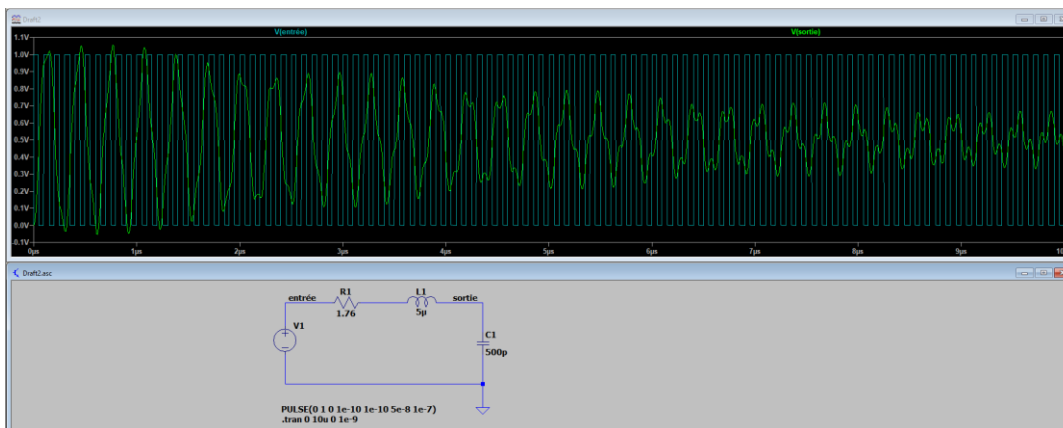 Draft2
V(entrée) V(sortie)
1.1V
1.0V
0.9V
0.8V
0.7V
0.6V
0.5V
0.4V
0.3V
0.2V
0.1V
0.0V
-0.1V
0µs 1µs 2µs 3µs 4µs 5µs 6µs 7µs 8µs 9µs 10
Draft2.asc
entrée R1 L1 sortie
1.76 5µ
V1
C1
500p
PULSE(0 1 0 1e-10 1e-10 5e-8 1e-7)
.tran 0 10u 0 1e-9